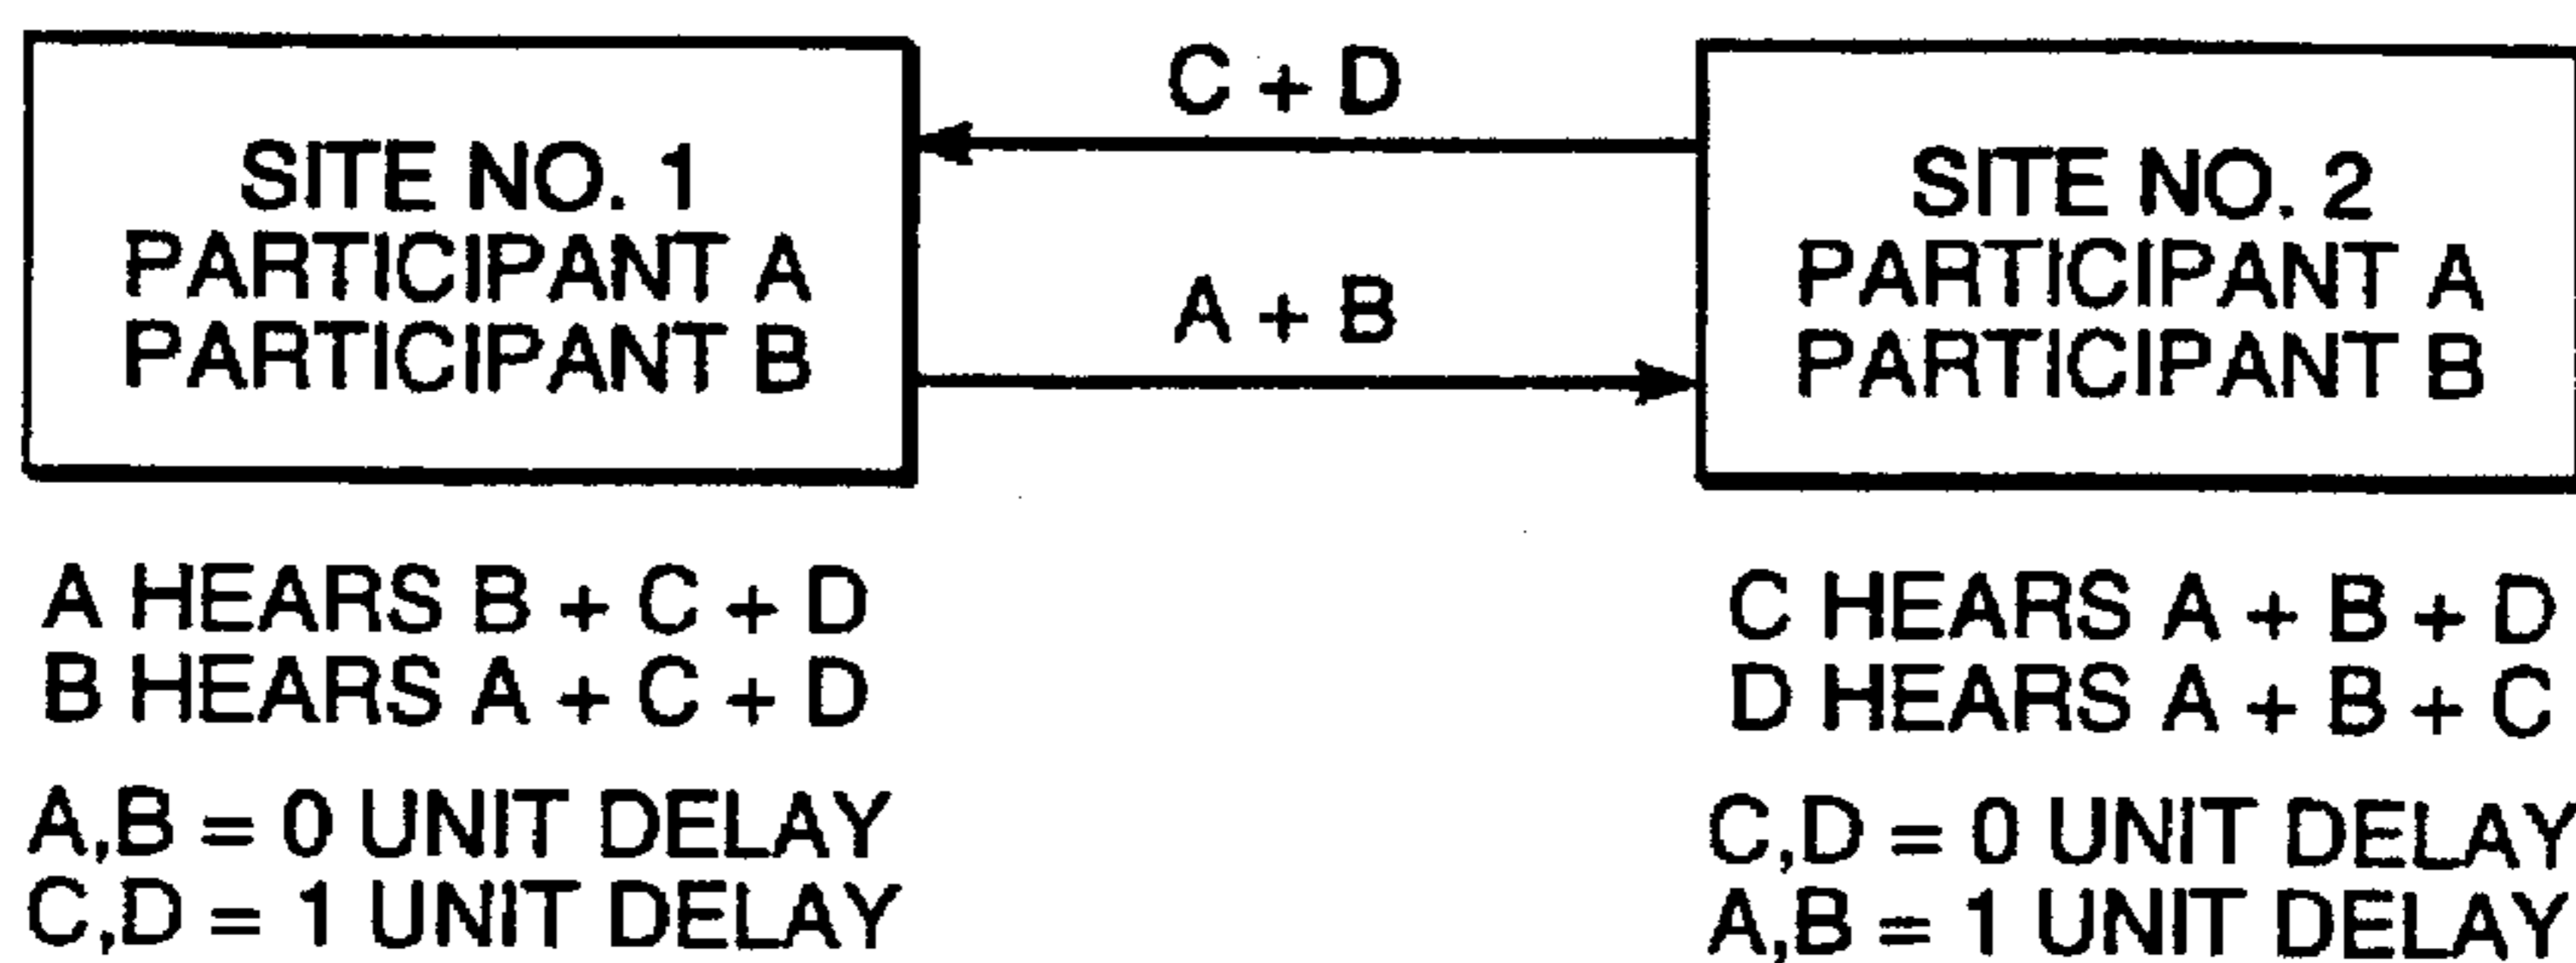 SITE NO. 1
PARTICIPANT A
PARTICIPANT B
C + D
A + B
SITE NO. 2
PARTICIPANT A
PARTICIPANT B
A HEARS B + C + D
B HEARS A + C + D
A,B = 0 UNIT DELAY
C,D = 1 UNIT DELAY
C HEARS A + B + D
D HEARS A + B + C
C,D = 0 UNIT DELAY
A,B = 1 UNIT DELAY